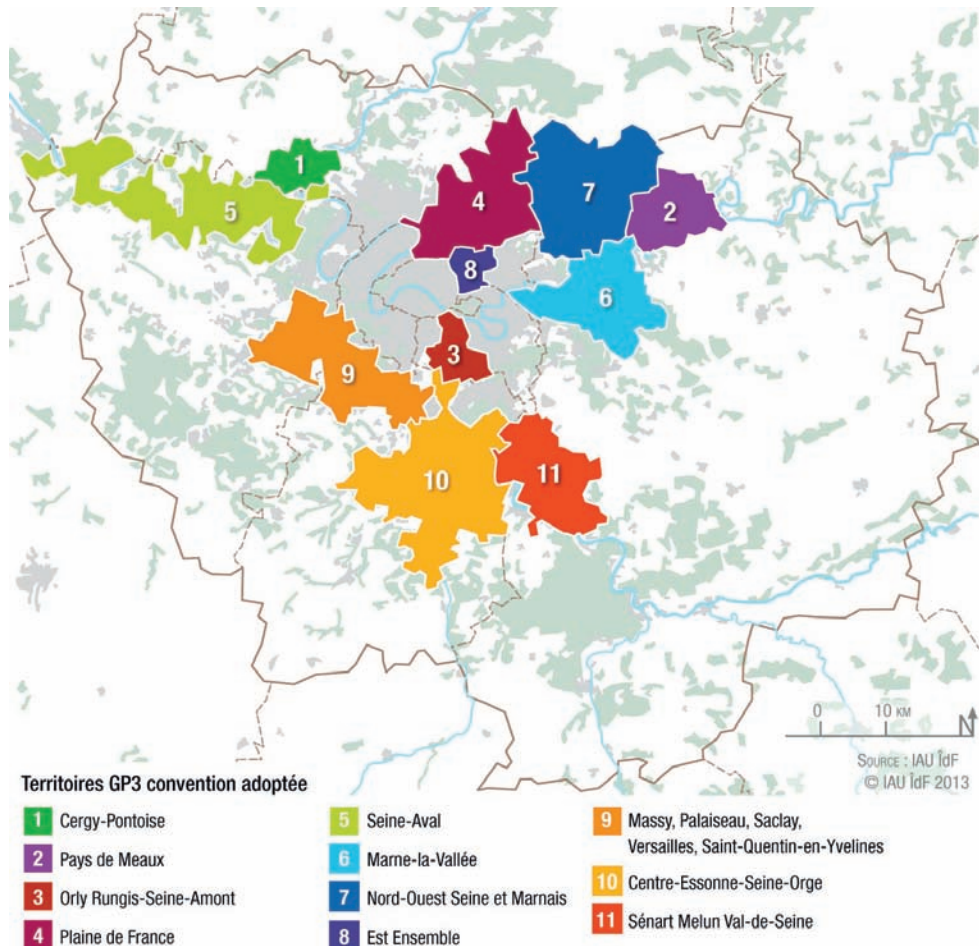 1
5
4
7
2
8
6
3
9
10
11
0 10 KM
N
SOURCE : IAU ÎdF
© IAU ÎdF 2013
Territoires GP3 convention adoptée
1 Cergy-Pontoise
2 Pays de Meaux
3 Orly Rungis-Seine-Amont
4 Plaine de France
5 Seine-Aval
6 Marne-la-Vallée
7 Nord-Ouest Seine et Marnais
8 Est Ensemble
9 Massy, Palaiseau, Saclay,
Versailles, Saint-Quentin-en-Yvelines
10 Centre-Essonne-Seine-Orge
11 Sénart Melun Val-de-Seine